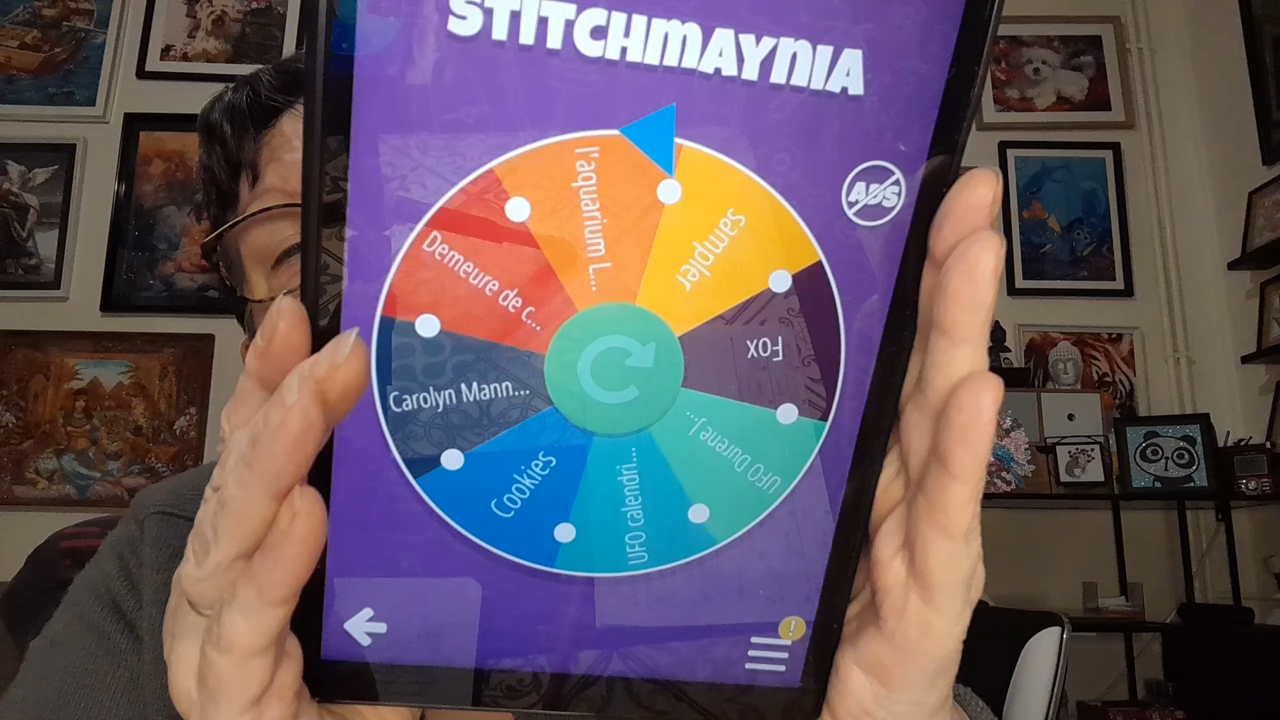 STITCHMAYNIA
ADS
l'aquarium l...
Sampler
Fox
UFO Durene J...
UFO calendri...
Cookies
Carolyn Mann...
Demeure de c...
!